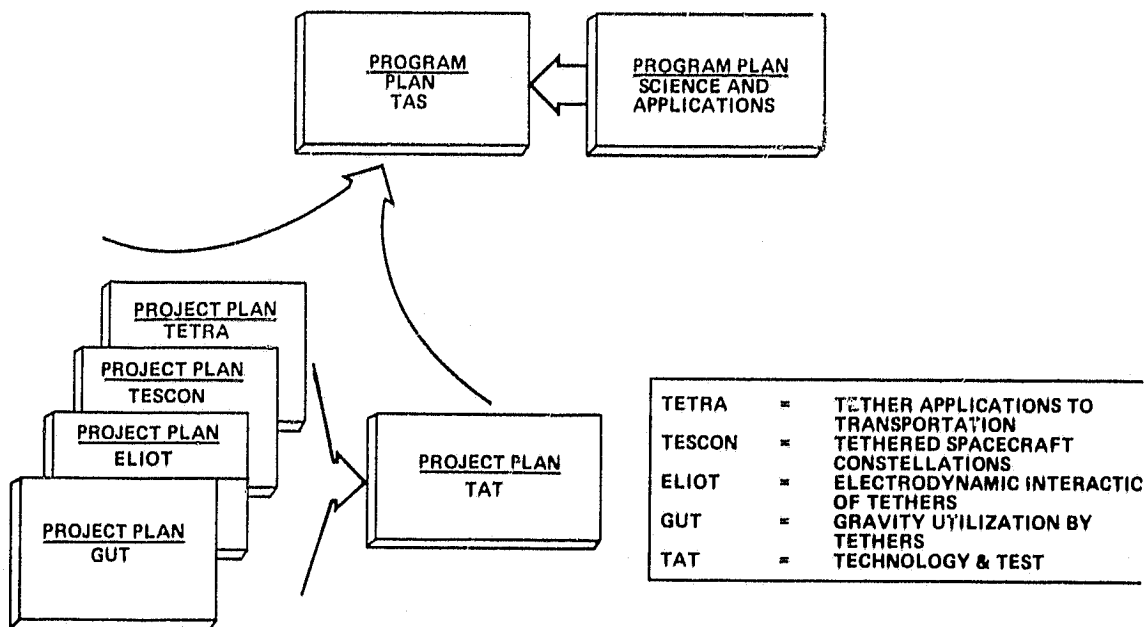 PROGRAM
PLAN
TAS
PROGRAM PLAN
SCIENCE AND
APPLICATIONS
PROJECT PLAN
TETRA
PROJECT PLAN
TESCON
PROJECT PLAN
ELIOT
PROJECT PLAN
GUT
PROJECT PLAN
TAT
TETRA = TETHER APPLICATIONS TO
TRANSPORTATION
TESCON = TETHERED SPACECRAFT
CONSTELLATIONS
ELIOT = ELECTRODYNAMIC INTERACTIC
OF TETHERS
GUT = GRAVITY UTILIZATION BY
TETHERS
TAT = TECHNOLOGY & TEST